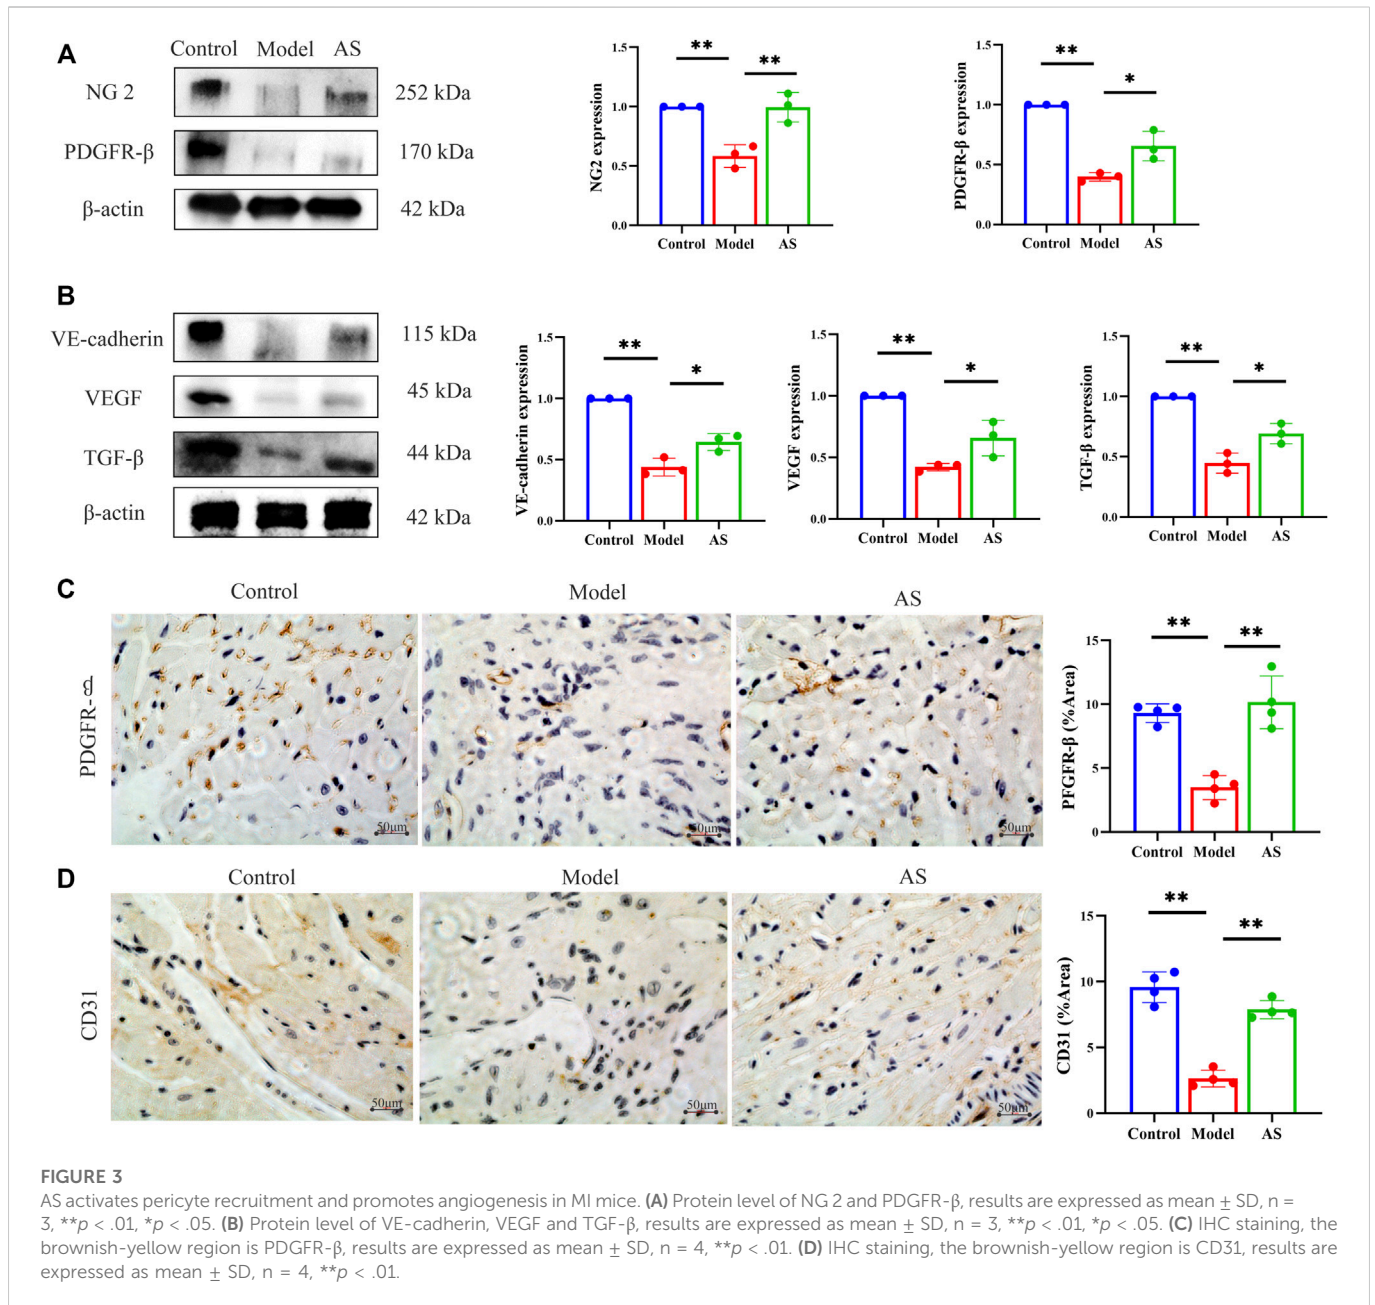 A
Control Model AS
NG 2 252 kDa
PDGFR-β 170 kDa
β-actin 42 kDa
NG2 expression
1.5
1.0
0.5
0.0
** **
Control Model AS
PDGFR-β expression
1.5
1.0
0.5
0.0
** *
Control Model AS
B
VE-cadherin 115 kDa
VEGF 45 kDa
TGF-β 44 kDa
β-actin 42 kDa
VE-cadherin expression
1.5
1.0
0.5
0.0
** *
Control Model AS
VEGF expression
1.5
1.0
0.5
0.0
** *
Control Model AS
TGF-β expression
1.5
1.0
0.5
0.0
** *
Control Model AS
C
Control Model AS
50μm 50μm 50μm
PFGFR-β (%Area)
15
10
5
0
** **
Control Model AS
D
Control Model AS
CD31
50μm 50μm 50μm
CD31 (%Area)
15
10
5
0
** **
Control Model AS
FIGURE 3
AS activates pericyte recruitment and promotes angiogenesis in MI mice. (A) Protein level of NG 2 and PDGFR-β, results are expressed as mean ± SD, n =
3, **p < .01, *p < .05. (B) Protein level of VE-cadherin, VEGF and TGF-β, results are expressed as mean ± SD, n = 3, **p < .01, *p < .05. (C) IHC staining, the
brownish-yellow region is PDGFR-β, results are expressed as mean ± SD, n = 4, **p < .01. (D) IHC staining, the brownish-yellow region is CD31, results are
expressed as mean ± SD, n = 4, **p < .01.